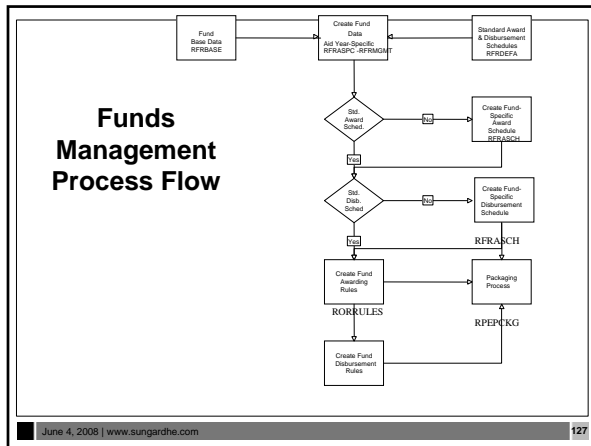 Fund
Base Data
RFRBASE
Create Fund
Data
Aid Year-Specific
RFRASPC -RFRMGMT
Standard Award
& Disbursement
Schedules
RFRDEFA
Funds
Management
Process Flow
Std.
Award
Sched.
No
Create Fund-
Specific
Award
Schedule
RFRASCH
Yes
Std.
Disb.
Sched
No
Create Fund-
Specific
Disbursement
Schedule
Yes
RFRASCH
Create Fund
Awarding
Rules
Packaging
Process
RORRULES
RPEPCKG
Create Fund
Disbursement
Rules
June 4, 2008 | www.sungardhe.com
127